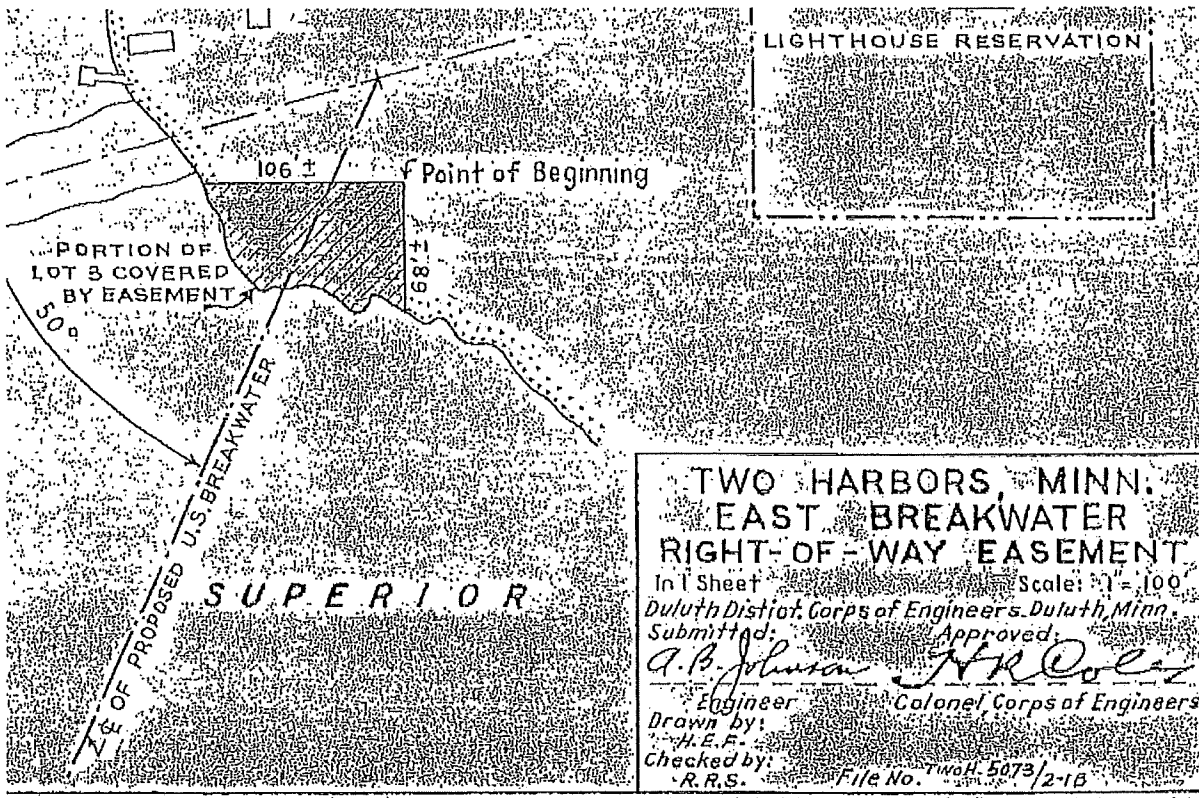 LIGHTHOUSE RESERVATION
106'±
Point of Beginning
68'±
PORTION OF
LOT 3 COVERED
BY EASEMENT
50°
℄ OF PROPOSED U.S. BREAKWATER
SUPERIOR
TWO HARBORS, MINN.
EAST BREAKWATER
RIGHT-OF-WAY EASEMENT
In 1 Sheet Scale: 1"=100'
Duluth District, Corps of Engineers, Duluth, Minn.
Submitted: Approved:
A.B. Johnson HR Coles
Engineer Colonel, Corps of Engineers
Drawn by:
H.E.F.
Checked by:
R.R.S. File No. Two H. 5073/2-1B